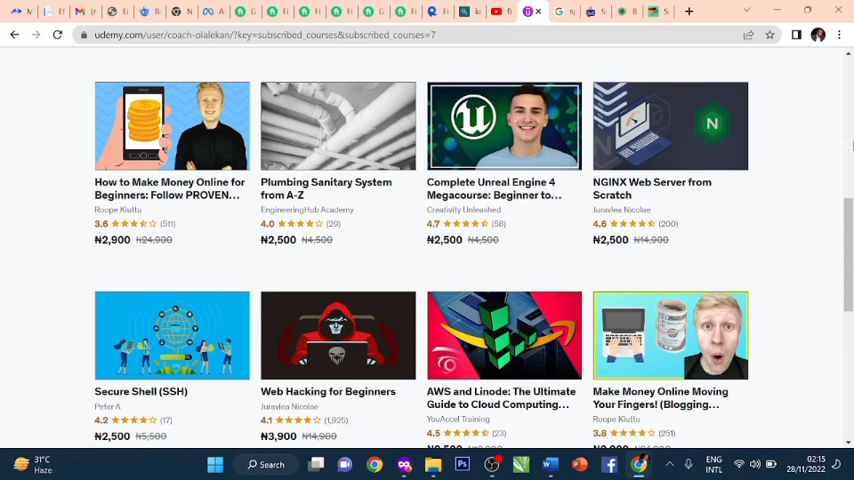 udemy.com/user/coach-olalekan/?key=subscribed_courses&subscribed_courses=7
How to Make Money Online for
Beginners: Follow PROVEN...
Roope Kiuttu
3.6 (511)
₦2,900 ₦24,900
Plumbing Sanitary System
from A-Z
EngineeringHub Academy
4.0 (29)
₦2,500 ₦4,500
Complete Unreal Engine 4
Megacourse: Beginner to...
Creativity Unleashed
4.7 (58)
₦2,500 ₦4,500
N
NGINX Web Server from
Scratch
Juravlea Nicolae
4.6 (200)
₦2,500 ₦14,900
Secure Shell (SSH)
Peter A
4.2 (17)
₦2,500 ₦5,500
Web Hacking for Beginners
Juravlea Nicolae
4.1 (1,925)
₦3,900 ₦14,900
AWS and Linode: The Ultimate
Guide to Cloud Computing...
YouAccel Training
4.5 (23)
Make Money Online Moving
Your Fingers! (Blogging...
Roope Kiuttu
3.8 (251)
31°C
Haze
Search
Ps
ENG
INTL
02:15
28/11/2022